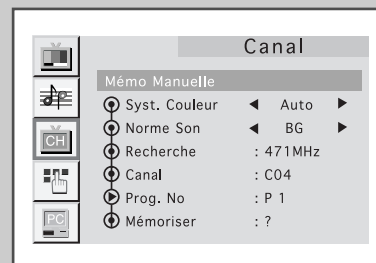 Canal
Mémo Manuelle
Syst. Couleur ◀ Auto ▶
Norme Son ◀ BG ▶
CH
Recherche : 471MHz
Canal : C04
Prog. No : P 1
PC
Mémoriser : ?